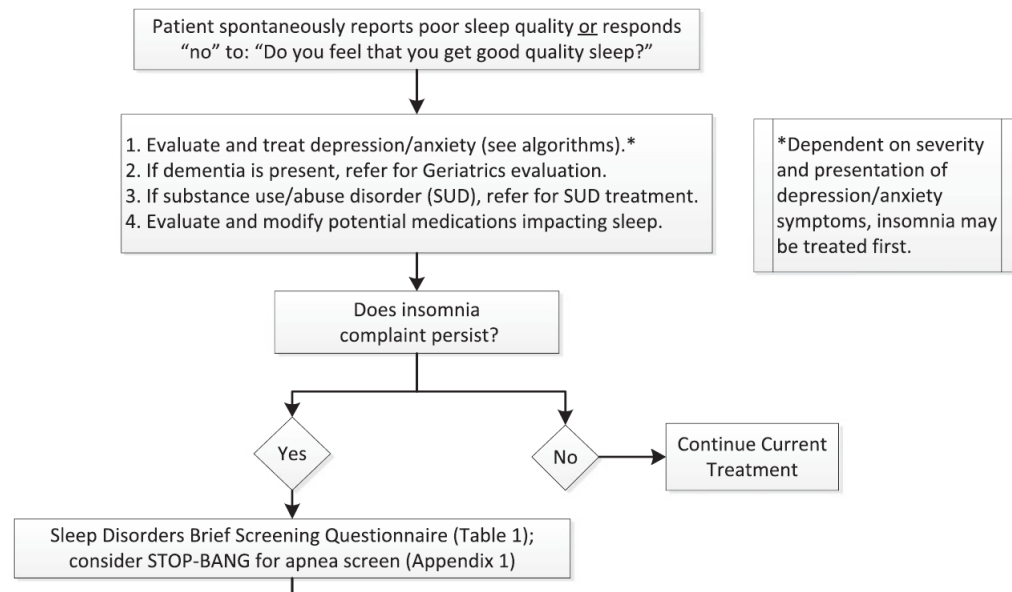 Patient spontaneously reports poor sleep quality or responds
“no” to: “Do you feel that you get good quality sleep?”
1. Evaluate and treat depression/anxiety (see algorithms).*
2. If dementia is present, refer for Geriatrics evaluation.
3. If substance use/abuse disorder (SUD), refer for SUD treatment.
4. Evaluate and modify potential medications impacting sleep.
*Dependent on severity
and presentation of
depression/anxiety
symptoms, insomnia may
be treated first.
Does insomnia
complaint persist?
Yes
No
Continue Current
Treatment
Sleep Disorders Brief Screening Questionnaire (Table 1);
consider STOP-BANG for apnea screen (Appendix 1)